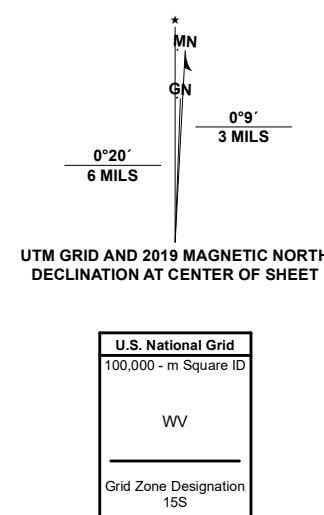 ★
MN
GN
0°9´
3 MILS
0°20´
6 MILS
UTM GRID AND 2019 MAGNETIC NORTH
DECLINATION AT CENTER OF SHEET
U.S. National Grid
100,000 - m Square ID
WV
Grid Zone Designation
15S